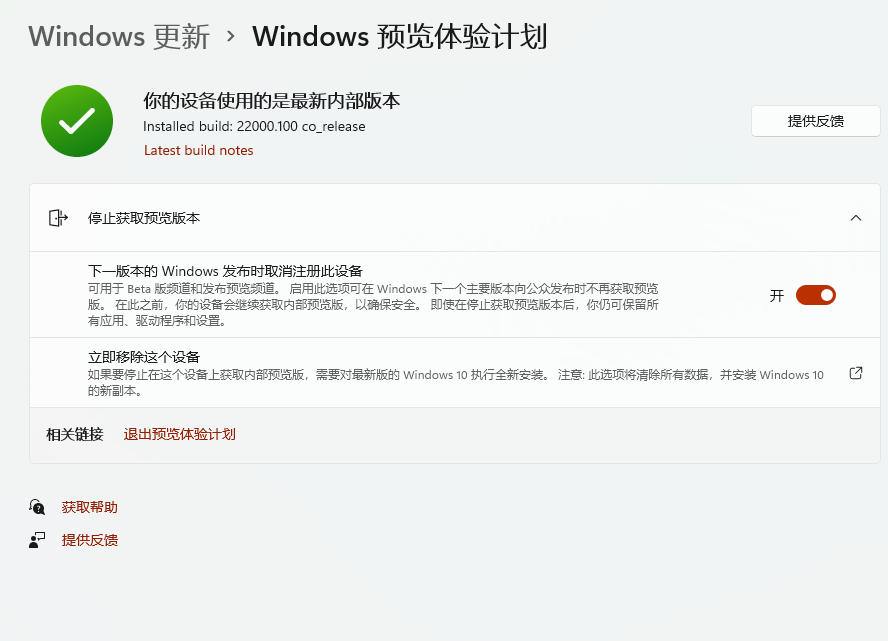 Windows 更新 › Windows 预览体验计划
你的设备使用的是最新内部版本
Installed build: 22000.100 co_release
Latest build notes
提供反馈
停止获取预览版本
下一版本的 Windows 发布时取消注册此设备
可用于 Beta 版频道和发布预览频道。 启用此选项可在 Windows 下一个主要版本向公众发布时不再获取预览
版。 在此之前，你的设备会继续获取内部预览版，以确保安全。 即使在停止获取预览版本后，你仍可保留所
有应用、驱动程序和设置。
开
立即移除这个设备
如果要停止在这个设备上获取内部预览版，需要对最新版的 Windows 10 执行全新安装。 注意: 此选项将清除所有数据，并安装 Windows 10
的新副本。
相关链接 退出预览体验计划
获取帮助
提供反馈